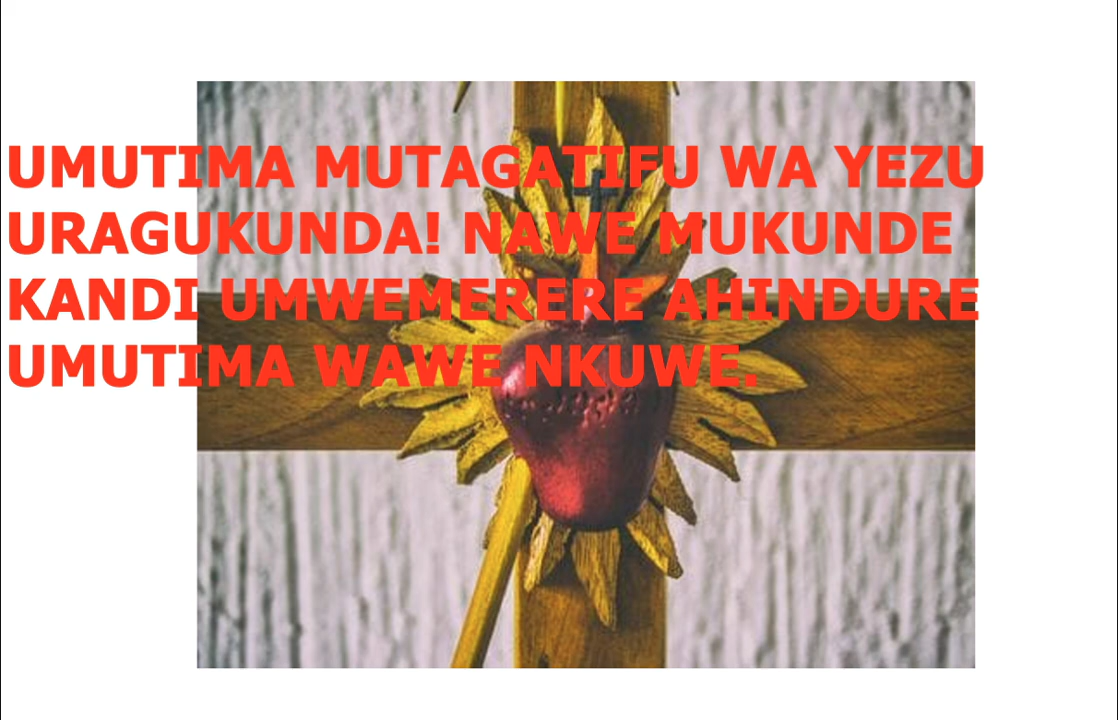 UMUTIMA MUTAGATIFU WA YEZU
URAGUKUNDA! NAWE MUKUNDE
KANDI UMWEMERERE AHINDURE
UMUTIMA WAWE NKUWE.